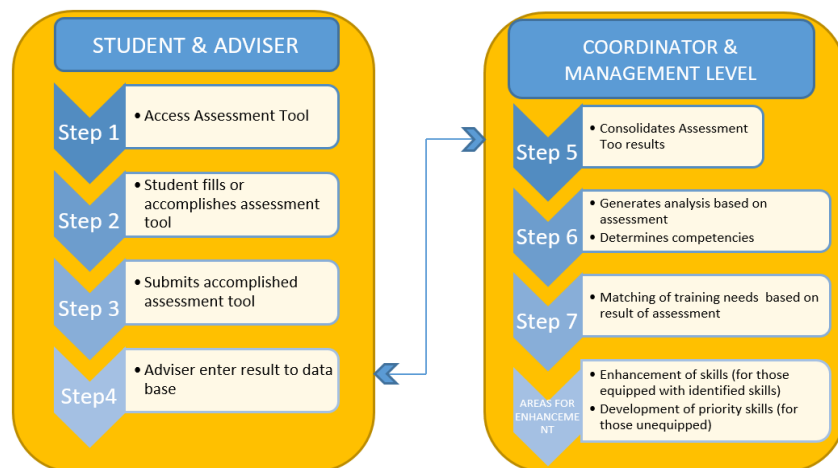 STUDENT & ADVISER
Step 1
• Access Assessment Tool
Step 2
• Student fills or
accomplishes assessment
tool
Step 3
• Submits accomplished
assessment tool
Step4
• Adviser enter result to data
base
COORDINATOR &
MANAGEMENT LEVEL
Step 5
• Consolidates Assessment
Too results
Step 6
• Generates analysis based on
assessment
• Determines competencies
Step 7
• Matching of training needs based on
result of assessment
AREAS FOR
ENHANCEME
NT
• Enhancement of skills (for those
equipped with identified skills)
• Development of priority skills (for
those unequipped)